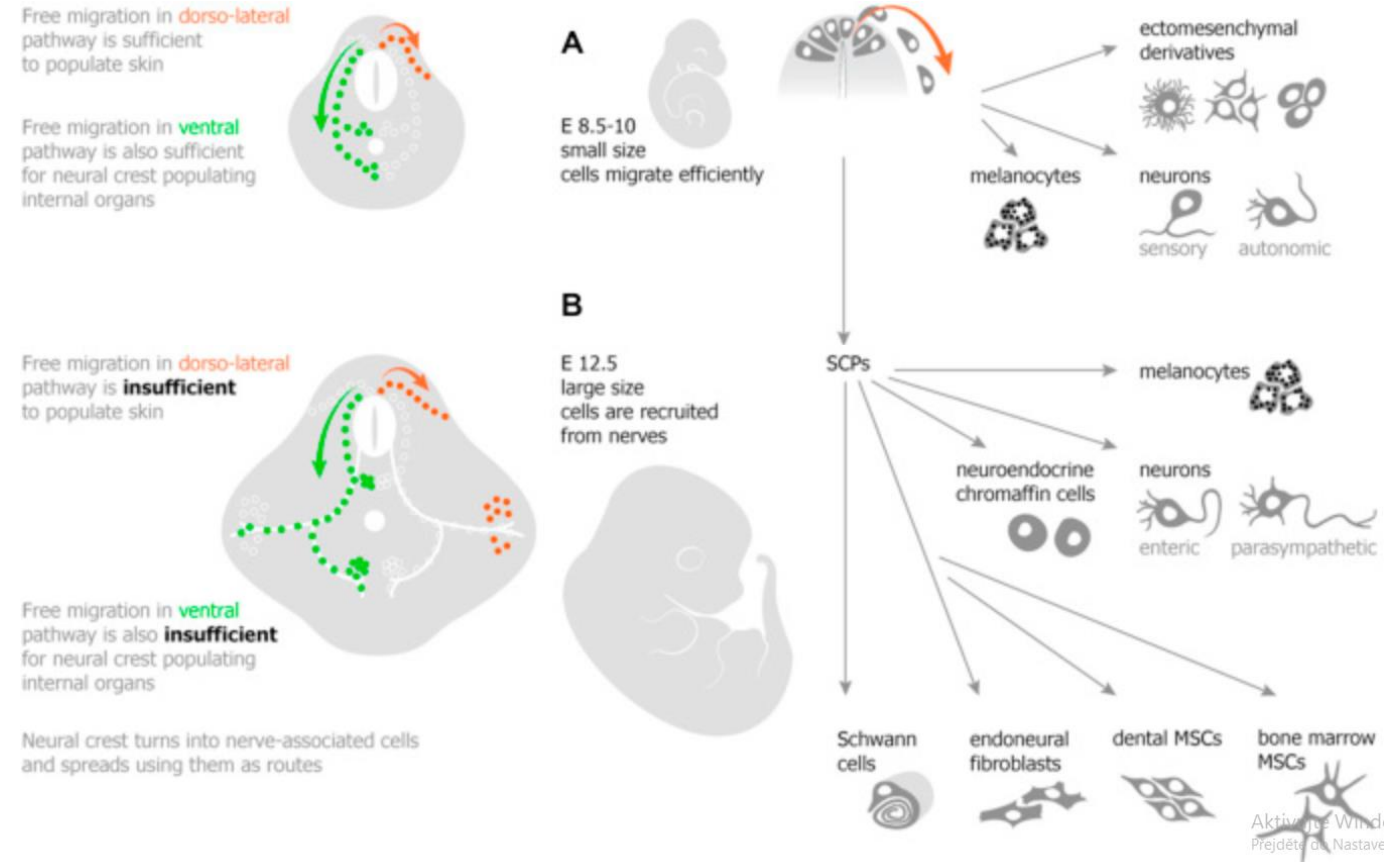 Free migration in dorso-lateral
pathway is sufficient
to populate skin
Free migration in ventral
pathway is also sufficient
for neural crest populating
internal organs
A
E 8.5-10
small size
cells migrate efficiently
ectomesenchymal
derivatives
melanocytes
neurons
sensory
autonomic
Free migration in dorso-lateral
pathway is insufficient
to populate skin
Free migration in ventral
pathway is also insufficient
for neural crest populating
internal organs
Neural crest turns into nerve-associated cells
and spreads using them as routes
B
E 12.5
large size
cells are recruited
from nerves
SCPs
melanocytes
neuroendocrine
chromaffin cells
neurons
enteric
parasympathetic
Schwann
cells
endoneural
fibroblasts
dental MSCs
bone marrow
MSCs
Přejděte do Nastave